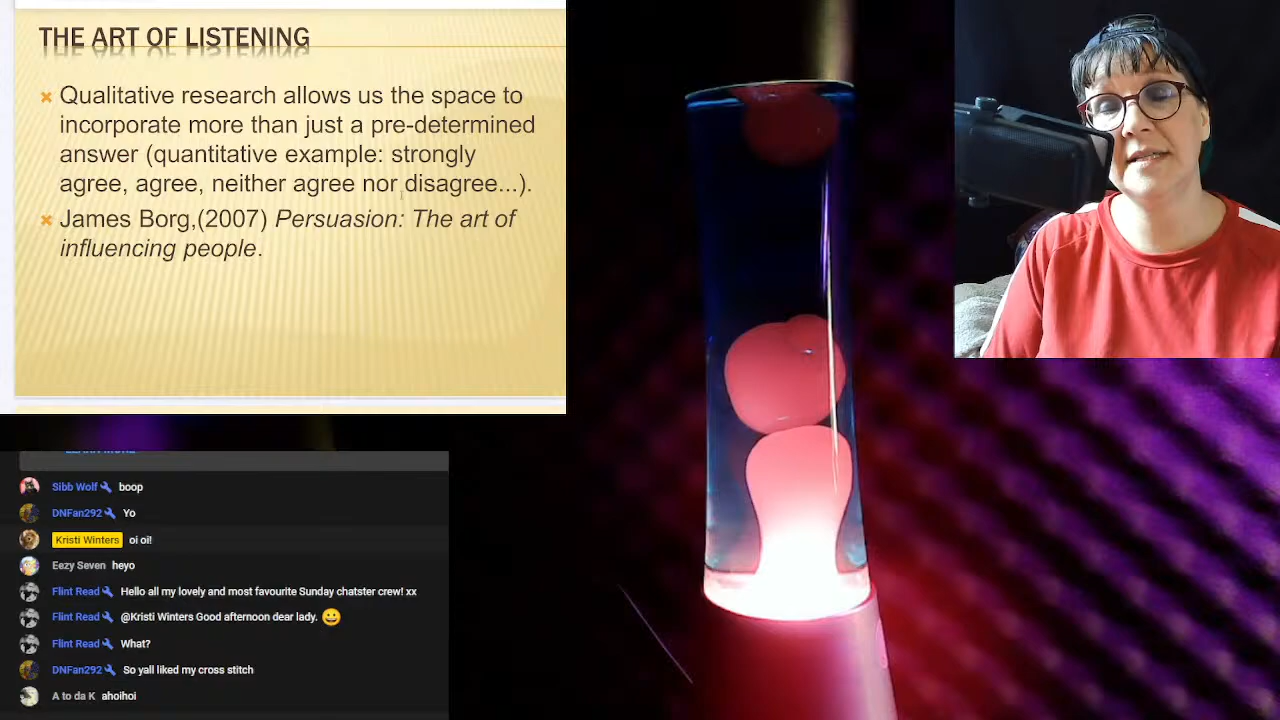 THE ART OF LISTENING
Qualitative research allows us the space to
incorporate more than just a pre-determined
answer (quantitative example: strongly
agree, agree, neither agree nor disagree...).
James Borg,(2007) Persuasion: The art of
influencing people.
LEARN MORE
Sibb Wolf boop
DNFan292 Yo
Kristi Winters oi oi!
Eezy Seven heyo
Flint Read Hello all my lovely and most favourite Sunday chatster crew! xx
Flint Read @Kristi Winters Good afternoon dear lady. 😀
Flint Read What?
DNFan292 So yall liked my cross stitch
A to da K ahoihoi